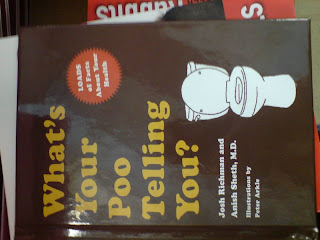 What's
Your
Poo
Telling
You?
LOADS
of Facts
About Your
Health
Josh Richman and
Anish Sheth, M.D.
Illustrations by
Peter Arkle